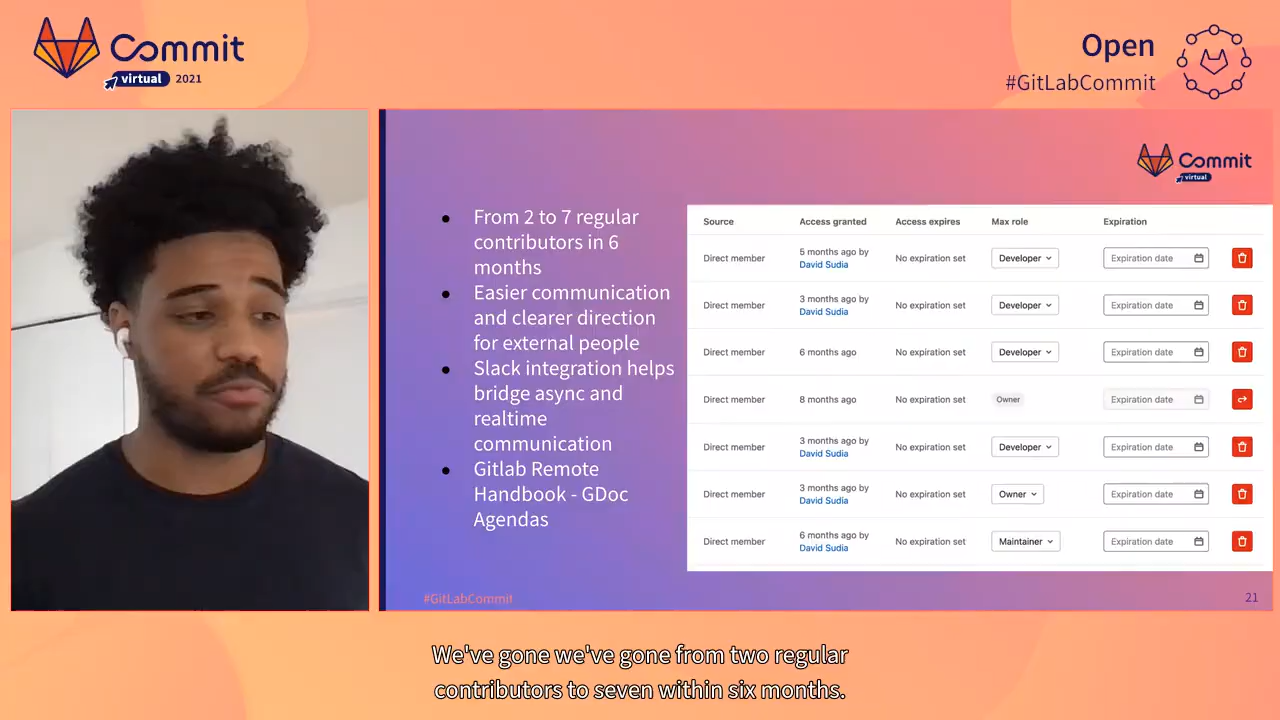 Commit
virtual 2021
Open
#GitLabCommit
Commit
virtual
• From 2 to 7 regular
contributors in 6
months
• Easier communication
and clearer direction
for external people
• Slack integration helps
bridge async and
realtime
communication
• Gitlab Remote
Handbook - GDoc
Agendas
Source Access granted Access expires Max role Expiration
Direct member 5 months ago by David Sudia No expiration set Developer Expiration date
Direct member 3 months ago by David Sudia No expiration set Developer Expiration date
Direct member 6 months ago No expiration set Developer Expiration date
Direct member 8 months ago No expiration set Owner Expiration date
Direct member 3 months ago by David Sudia No expiration set Developer Expiration date
Direct member 3 months ago by David Sudia No expiration set Owner Expiration date
Direct member 6 months ago by David Sudia No expiration set Maintainer Expiration date
#GitLabCommit
21
We've gone we've gone from two regular
contributors to seven within six months.